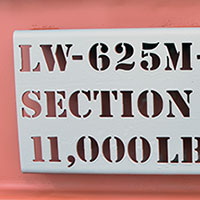 LW-625M-
SECTION
11,000LB